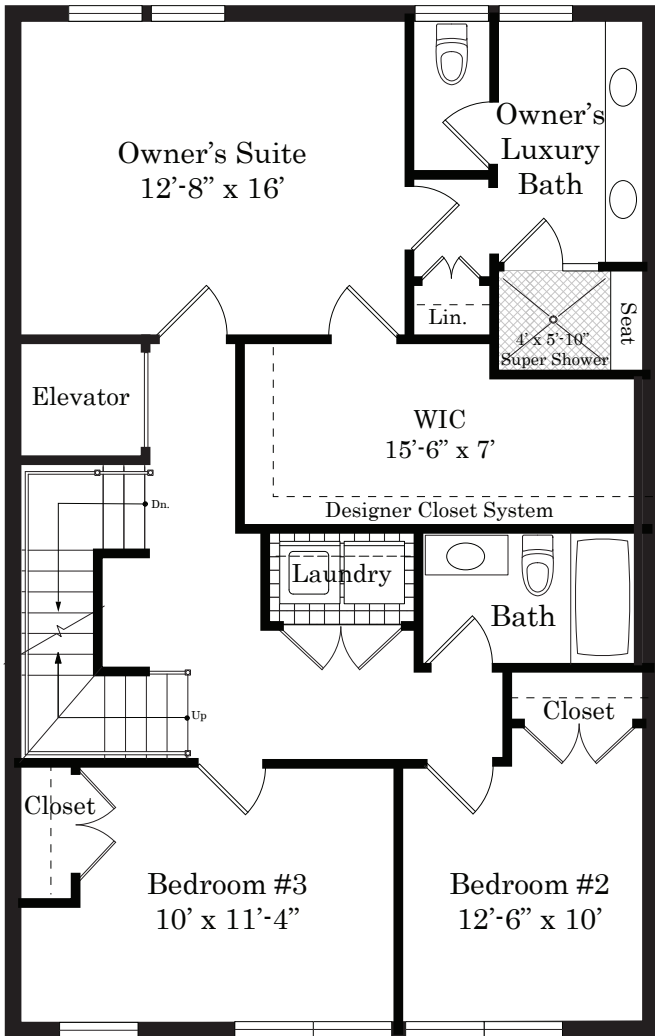 Owner's Suite
12'-8" x 16'
Owner's
Luxury
Bath
Lin.
4' x 5'-10"
Super Shower
Seat
Elevator
WIC
15'-6" x 7'
Designer Closet System
Dn.
Laundry
Bath
Up
Closet
Closet
Bedroom #3
10' x 11'-4"
Bedroom #2
12'-6" x 10'